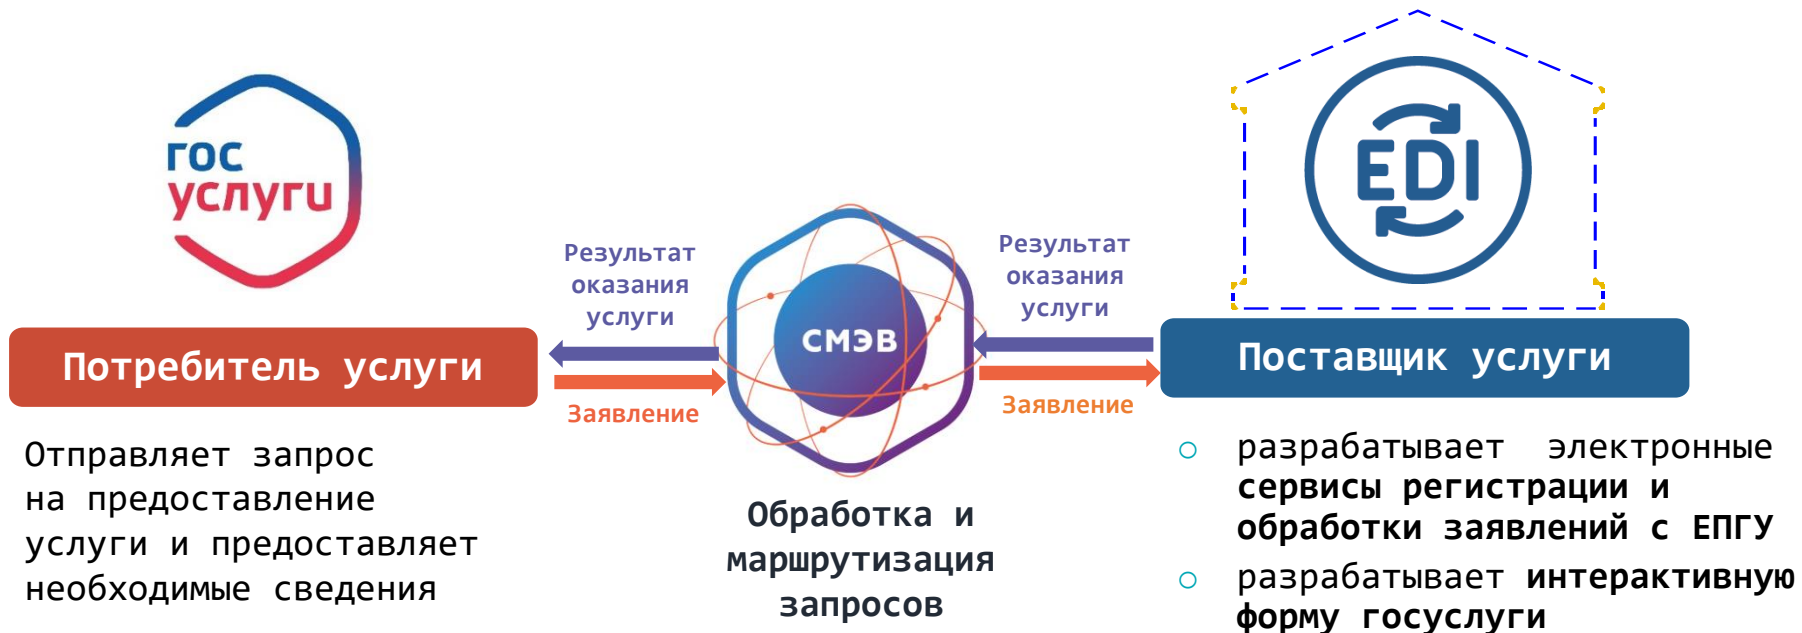 гос
услуги
EDI
Результат
оказания
услуги
Результат
оказания
услуги
СМЭВ
Потребитель услуги
Поставщик услуги
Заявление
Заявление
Отправляет запрос
на предоставление
услуги и предоставляет
необходимые сведения
Обработка и
маршрутизация
запросов
разрабатывает электронные
сервисы регистрации и
обработки заявлений с ЕПГУ
разрабатывает интерактивную
форму госуслуги